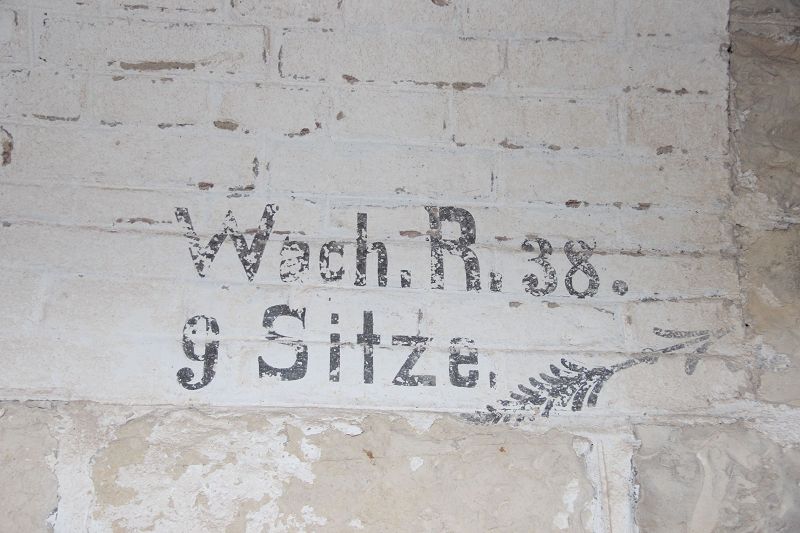 Wach. R. 38.
9 Sitze.